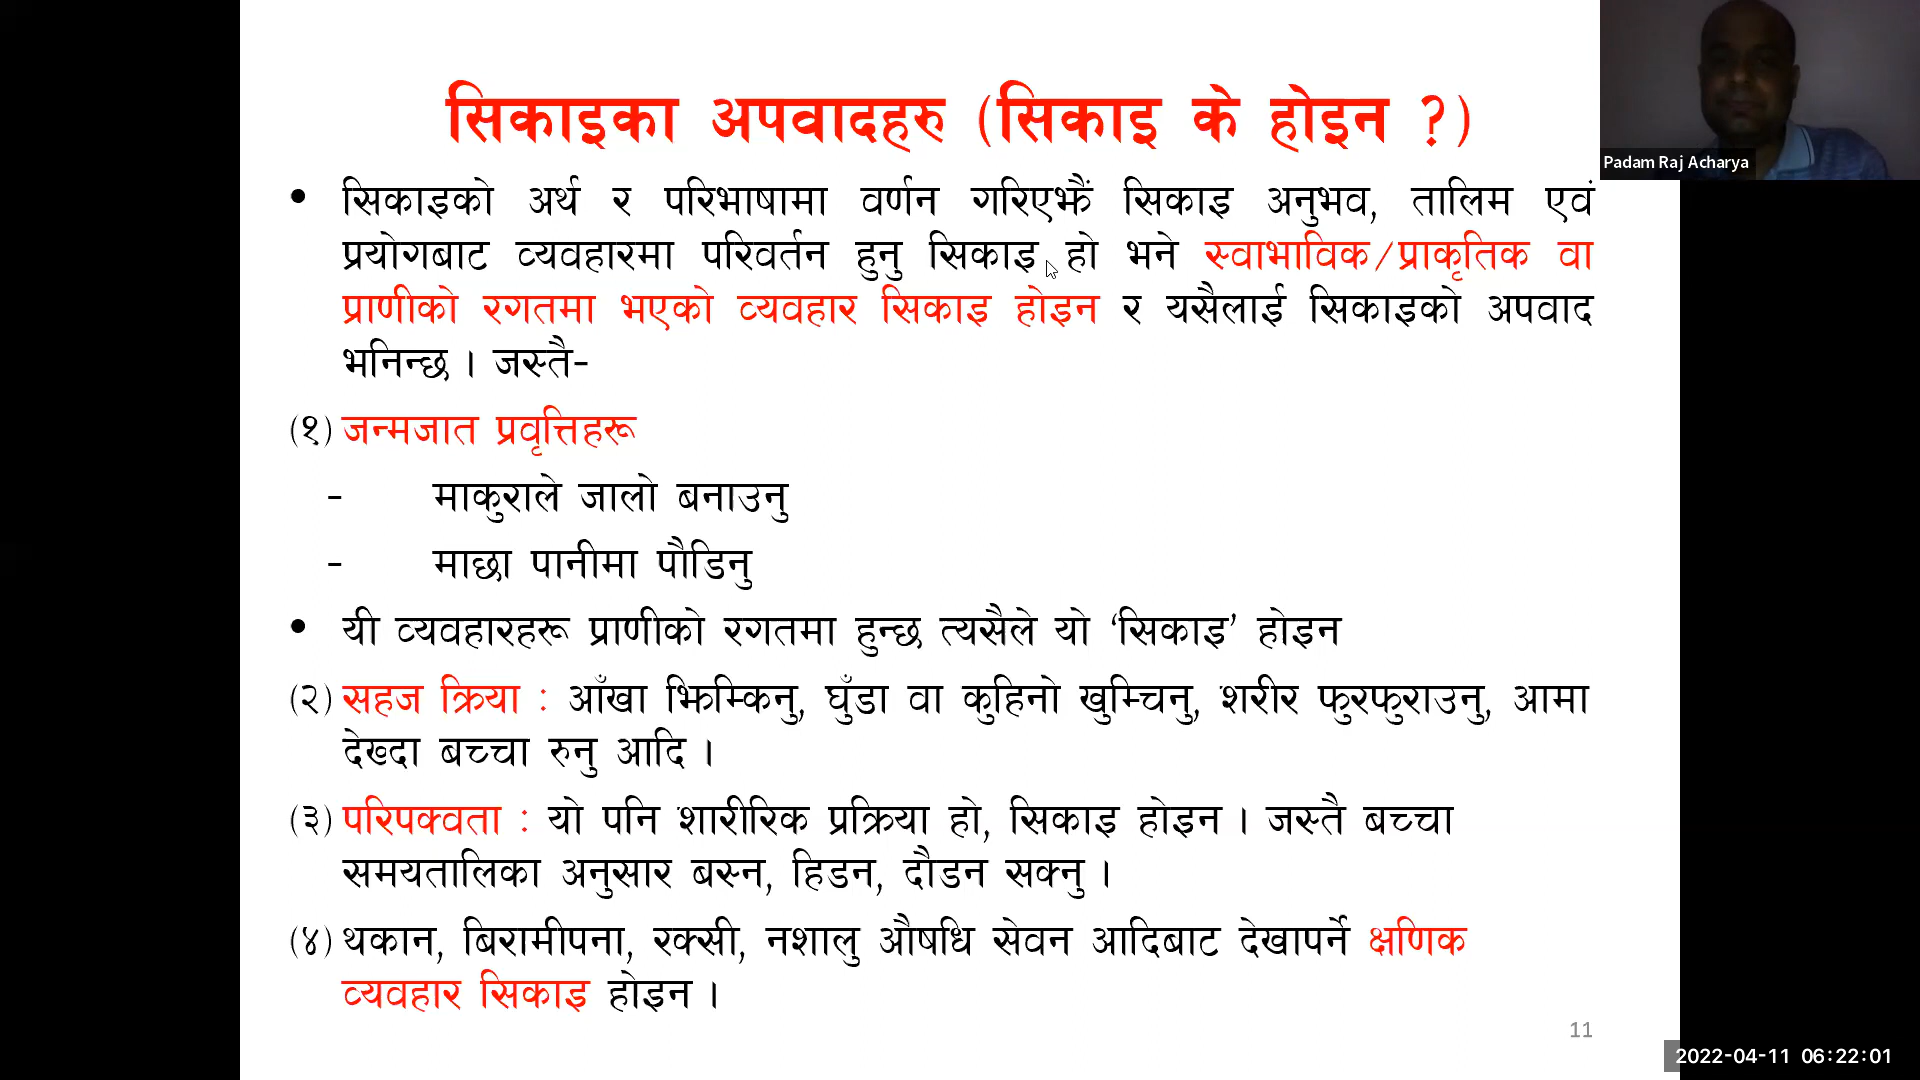 सिकाइका अपवादहरु (सिकाइ के होइन ?)
Padam Raj Acharya
• सिकाइको अर्थ र परिभाषामा वर्णन गरिएझैं सिकाइ अनुभव, तालिम एवं
प्रयोगबाट व्यवहारमा परिवर्तन हुनु सिकाइ हो भने स्वाभाविक/प्राकृतिक वा
प्राणीको रगतमा भएको व्यवहार सिकाइ होइन र यसैलाई सिकाइको अपवाद
भनिन्छ । जस्तै-
(१) जन्मजात प्रवृत्तिहरू
- माकुराले जालो बनाउनु
- माछा पानीमा पौडिनु
• यी व्यवहारहरू प्राणीको रगतमा हुन्छ त्यसैले यो ‘सिकाइ’ होइन
(२) सहज क्रिया : आँखा झिम्किनु, घुँडा वा कुहिनो खुम्चिनु, शरीर फुरफुराउनु, आमा
देख्दा बच्चा रुनु आदि ।
(३) परिपक्वता : यो पनि शारीरिक प्रक्रिया हो, सिकाइ होइन । जस्तै बच्चा
समयतालिका अनुसार बस्न, हिडन, दौडन सक्नु ।
(४) थकान, बिरामीपना, रक्सी, नशालु औषधि सेवन आदिबाट देखापर्ने क्षणिक
व्यवहार सिकाइ होइन ।
11
2022-04-11 06:22:01